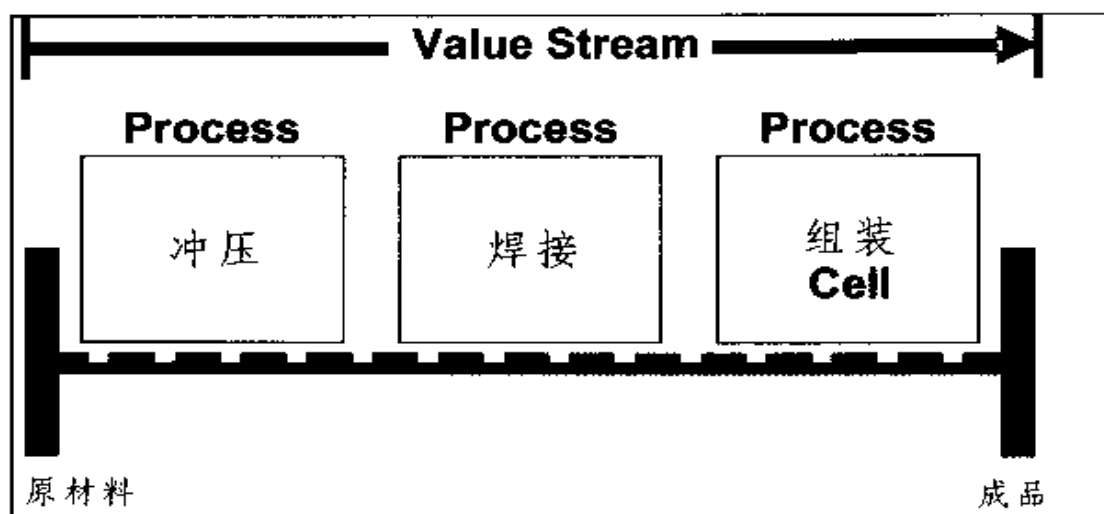 Value Stream
Process Process Process
冲压 焊接 组装
Cell
原材料 成品